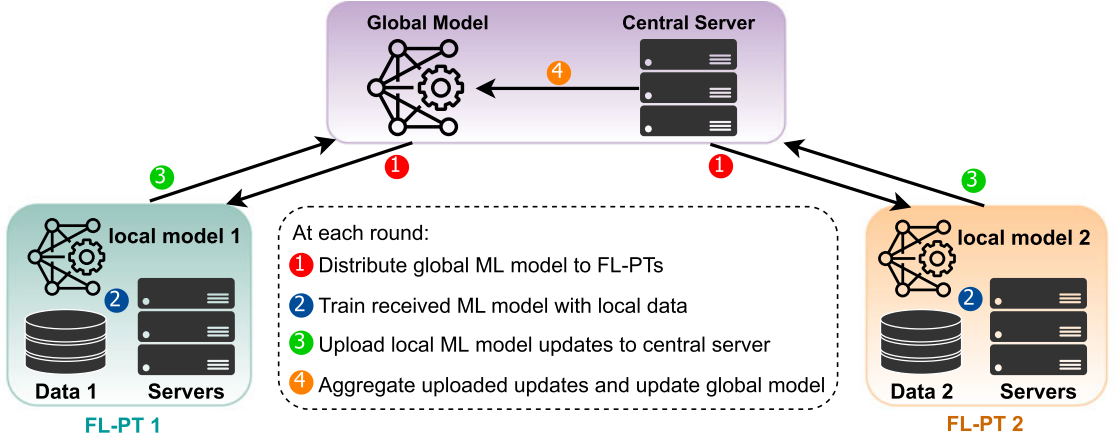 Global Model
Central Server
4
3
1
1
3
local model 1
2
Data 1
Servers
FL-PT 1
At each round:
1 Distribute global ML model to FL-PTs
2 Train received ML model with local data
3 Upload local ML model updates to central server
4 Aggregate uploaded updates and update global model
local model 2
2
Data 2
Servers
FL-PT 2